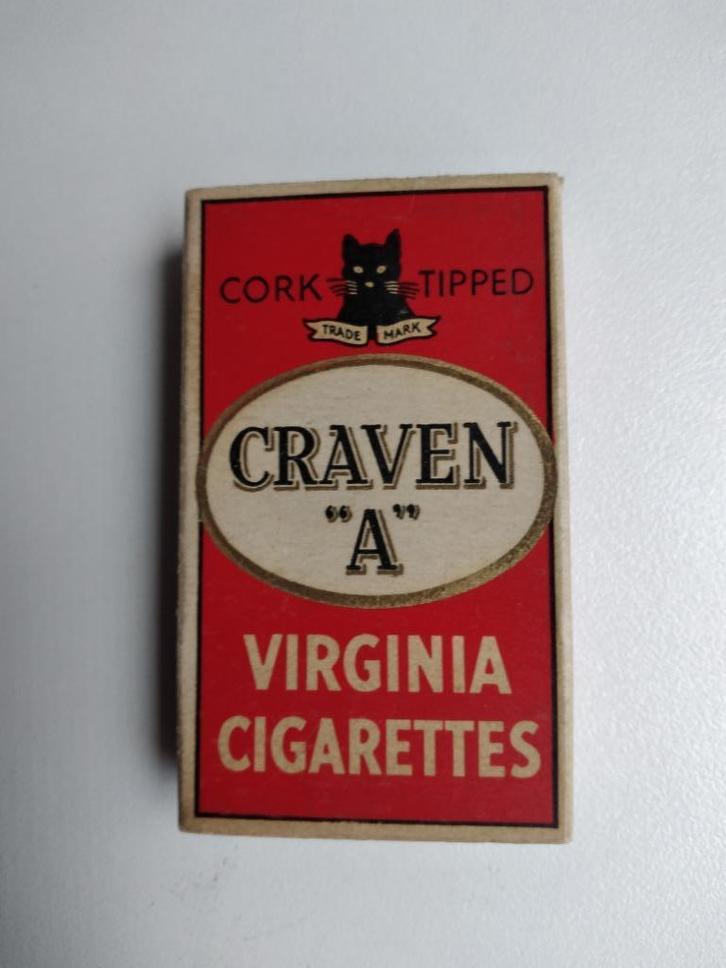 CORK TIPPED
TRADE MARK
CRAVEN
“A”
VIRGINIA
CIGARETTES